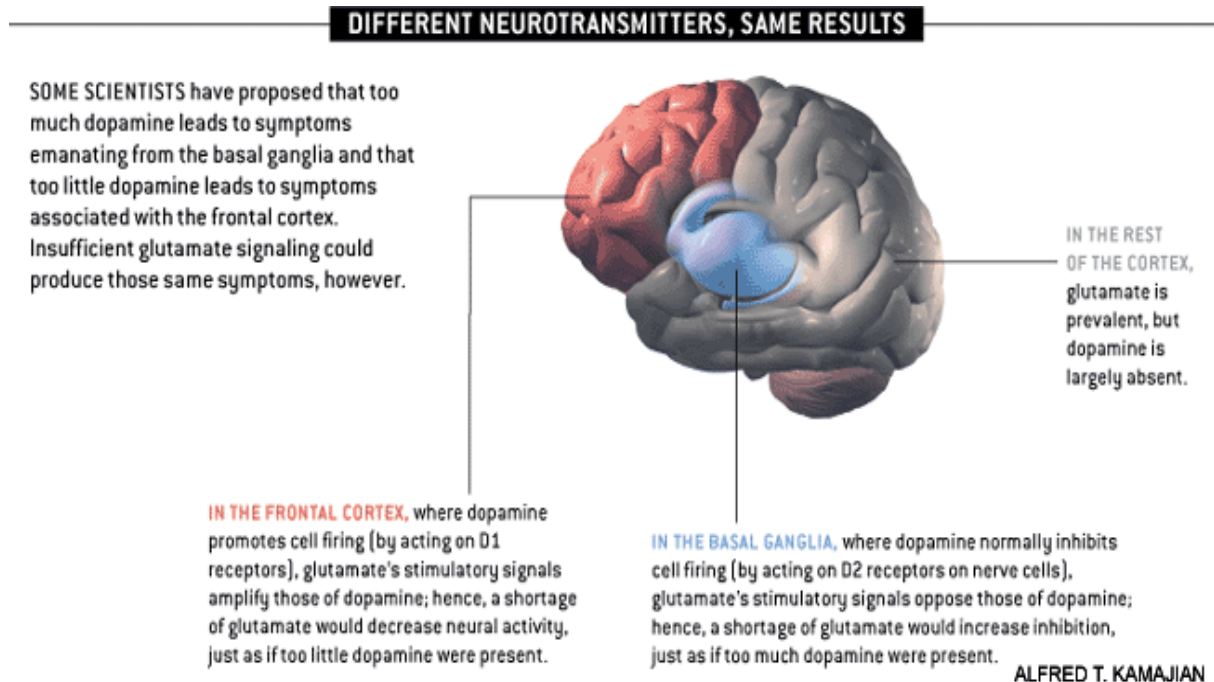 DIFFERENT NEUROTRANSMITTERS, SAME RESULTS
SOME SCIENTISTS have proposed that too
much dopamine leads to symptoms
emanating from the basal ganglia and that
too little dopamine leads to symptoms
associated with the frontal cortex.
Insufficient glutamate signaling could
produce those same symptoms, however.
IN THE REST
OF THE CORTEX,
glutamate is
prevalent, but
dopamine is
largely absent.
IN THE FRONTAL CORTEX, where dopamine
promotes cell firing (by acting on D1
receptors), glutamate's stimulatory signals
amplify those of dopamine; hence, a shortage
of glutamate would decrease neural activity,
just as if too little dopamine were present.
IN THE BASAL GANGLIA, where dopamine normally inhibits
cell firing (by acting on D2 receptors on nerve cells),
glutamate's stimulatory signals oppose those of dopamine;
hence, a shortage of glutamate would increase inhibition,
just as if too much dopamine were present.
ALFRED T. KAMAJIAN